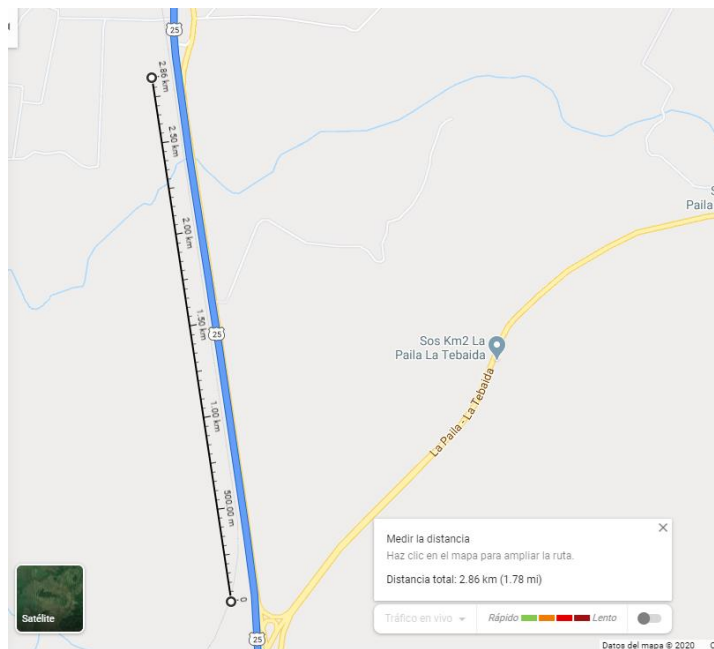 25
2.86 km
2.50 km
2.00 km
1.50 km
25
1.00 km
500.00 m
0
25
S
Paila
Sos Km2 La
Paila La Tebaida
La Paila - La Tebaida
Medir la distancia
Haz clic en el mapa para ampliar la ruta.
Distancia total: 2.86 km (1.78 mi)
Satélite
Tráfico en vivo
Rápido
Lento
Datos del mapa © 2020